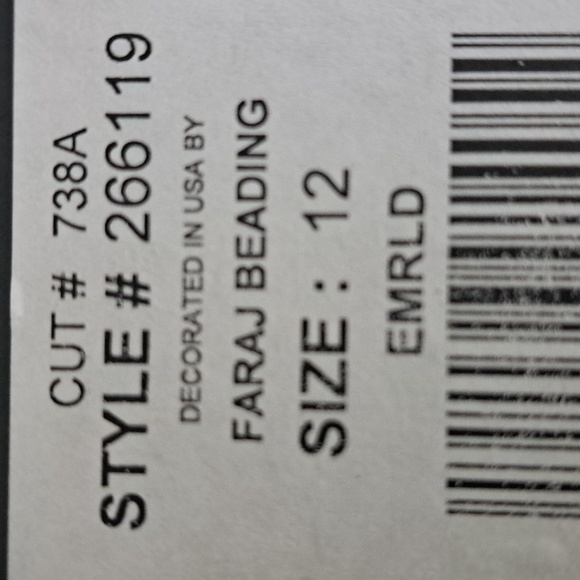 CUT # 738A
STYLE # 266119
DECORATED IN USA BY
FARAJ BEADING
SIZE : 12
EMRLD